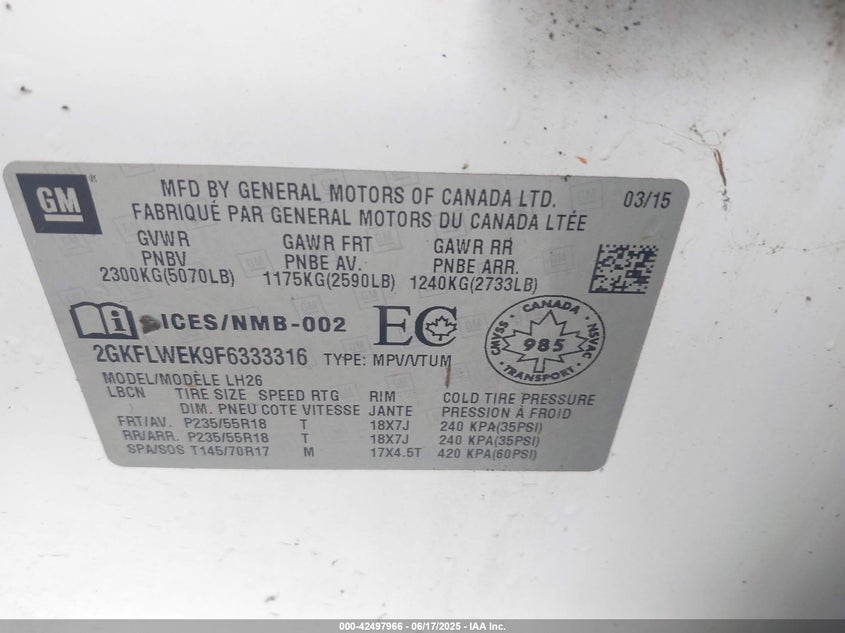 GM
®
MFD BY GENERAL MOTORS OF CANADA LTD. 03/15
FABRIQUÉ PAR GENERAL MOTORS DU CANADA LTÉE
GVWR GAWR FRT GAWR RR
PNBV PNBE AV. PNBE ARR.
2300KG(5070LB) 1175KG(2590LB) 1240KG(2733LB)
ICES/NMB-002 EC
CANADA
CMVSS 985 NSVAC
TRANSPORT
2GKFLWEK9F6333316 TYPE: MPV/VTUM
MODEL/MODÈLE LH26
LBCN TIRE SIZE SPEED RTG RIM COLD TIRE PRESSURE
DIM. PNEU COTE VITESSE JANTE PRESSION À FROID
FRT/AV. P235/55R18 T 18X7J 240 KPA(35PSI)
RR/ARR. P235/55R18 T 18X7J 240 KPA(35PSI)
SPA/SOS T145/70R17 M 17X4.5T 420 KPA(60PSI)
000-42497966 - 06/17/2025 - IAA Inc.